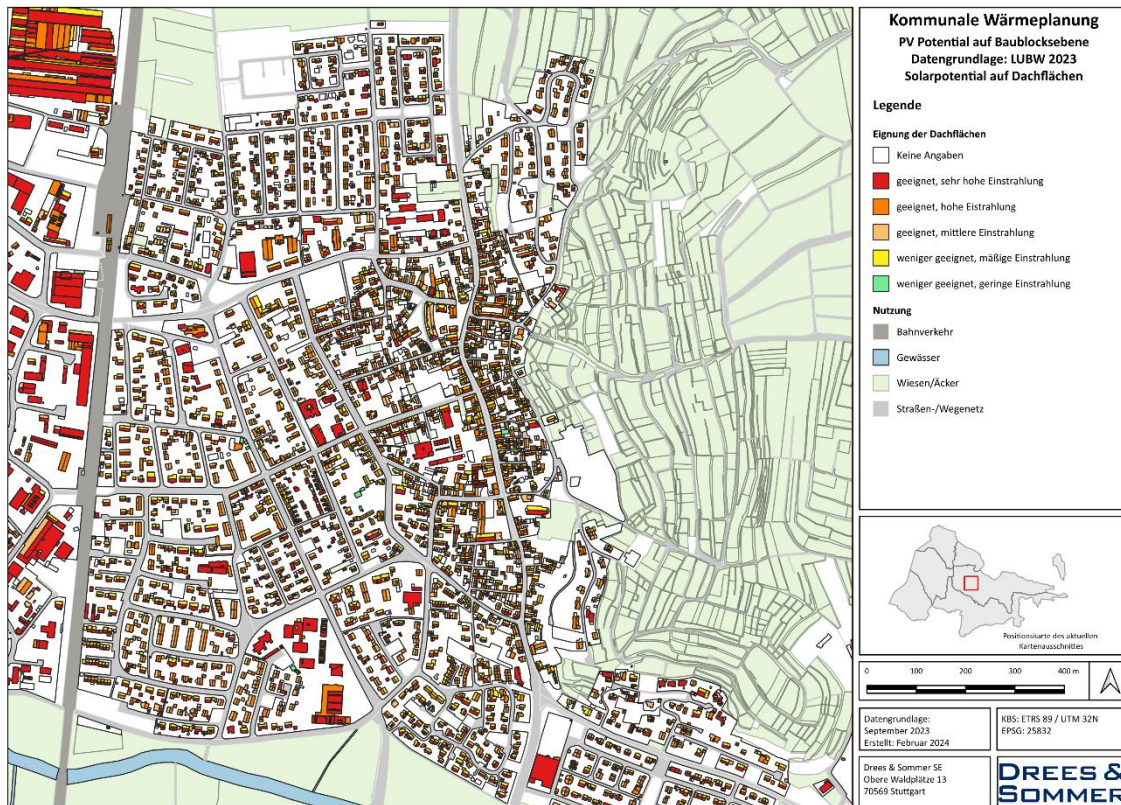 Kommunale Wärmeplanung
PV Potential auf Baublocksebene
Datengrundlage: LUBW 2023
Solarpotential auf Dachflächen
Legende
Eignung der Dachflächen
Keine Angaben
geeignet, sehr hohe Einstrahlung
geeignet, hohe Eistrahlung
geeignet, mittlere Einstrahlung
weniger geeignet, mäßige Einstrahlung
weniger geeignet, geringe Einstrahlung
Nutzung
Bahnverkehr
Gewässer
Wiesen/Äcker
Straßen-/Wegenetz
Positionskarte des aktuellen
Kartenausschnittes
0 100 200 300 400 m
Datengrundlage:
September 2023
Erstellt: Februar 2024
KBS: ETRS 89 / UTM 32N
EPSG: 25832
Drees & Sommer SE
Obere Waldplätze 13
70569 Stuttgart
DREES &
SOMMER